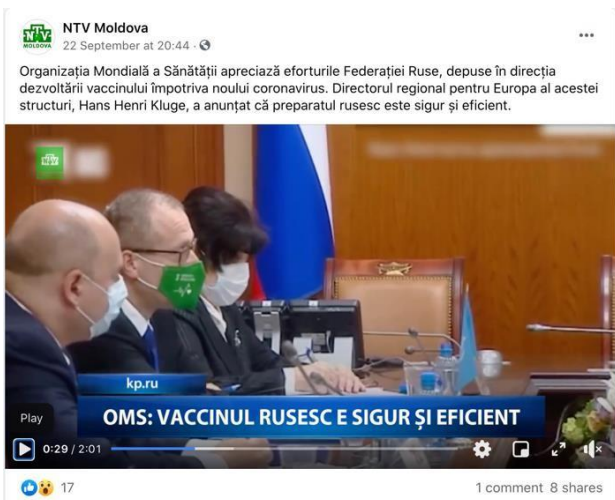 NTV Moldova
22 September at 20:44 ·
Organizația Mondială a Sănătății apreciază eforturile Federației Ruse, depuse în direcția
dezvoltării vaccinului împotriva noului coronavirus. Directorul regional pentru Europa al acestei
structuri, Hans Henri Kluge, a anunțat că preparatul rusesc este sigur și eficient.
kp.ru
OMS: VACCINUL RUSESC E SIGUR ȘI EFICIENT
Play
0:29 / 2:01
17
1 comment 8 shares
NTV
MOLDOVA